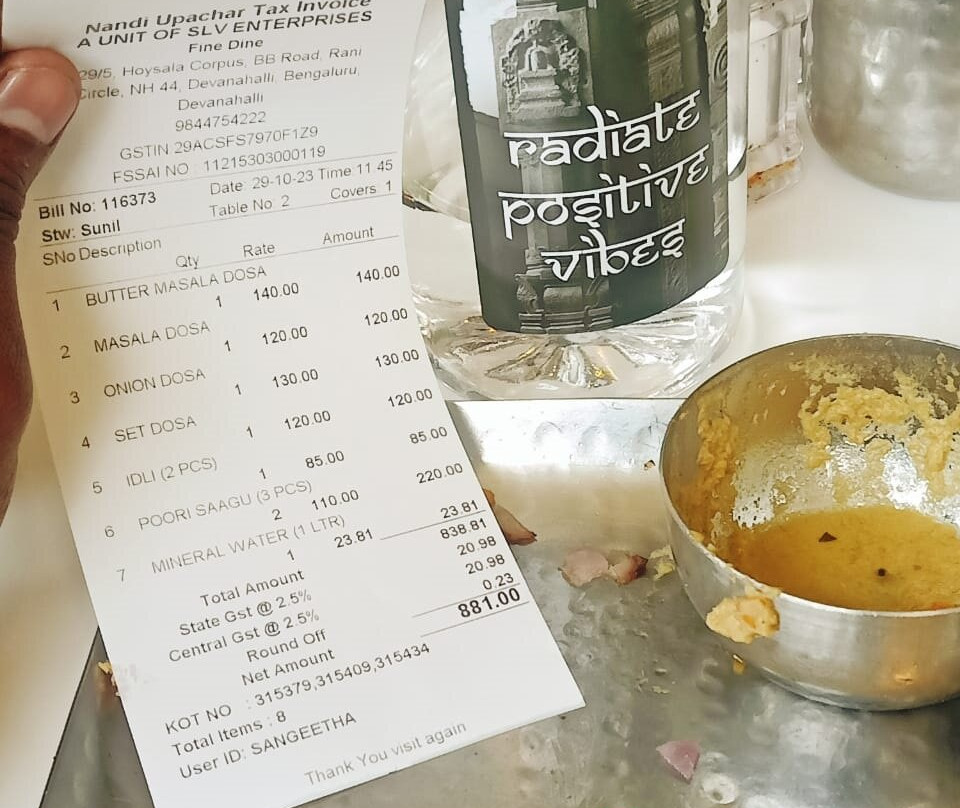 Nandi Upachar Tax Invoice
A UNIT OF SLV ENTERPRISES
Fine Dine
29/5, Hoysala Corpus, BB Road, Rani
Circle, NH 44, Devanahalli, Bengaluru,
Devanahalli
9844754222
GSTIN 29ACSFS7970F1Z9
FSSAI NO : 11215303000119
Bill No: 116373 Date: 29-10-23 Time:11:45
Stw: Sunil Table No: 2 Covers: 1
SNo Description Qty Rate Amount
1 BUTTER MASALA DOSA
1 140.00 140.00
2 MASALA DOSA
1 120.00 120.00
3 ONION DOSA
1 130.00 130.00
4 SET DOSA
1 120.00 120.00
5 IDLI (2 PCS)
1 85.00 85.00
6 POORI SAAGU (3 PCS)
2 110.00 220.00
7 MINERAL WATER (1 LTR)
1 23.81 23.81
Total Amount 838.81
State Gst @ 2.5% 20.98
Central Gst @ 2.5% 20.98
Round Off 0.23
Net Amount 881.00
KOT NO : 315379,315409,315434
Total Items : 8
User ID: SANGEETHA
Thank You visit again
radiate
positive
vibes